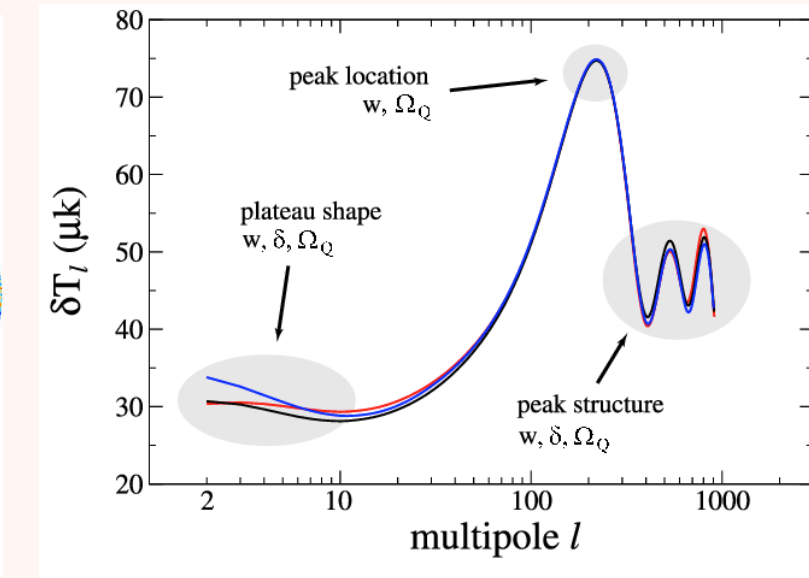 80
70
60
50
40
30
20
δT_l (μk)
peak location
w, Ω_Q
plateau shape
w, δ, Ω_Q
peak structure
w, δ, Ω_Q
2 10 100 1000
multipole l